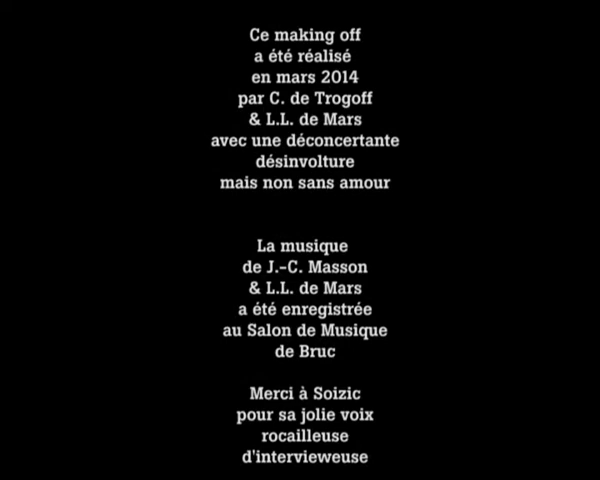 Ce making off
a été réalisé
en mars 2014
par C. de Trogoff
& L.L. de Mars
avec une déconcertante
désinvolture
mais non sans amour
La musique
de J.-C. Masson
& L.L. de Mars
a été enregistrée
au Salon de Musique
de Bruc
Merci à Soizic
pour sa jolie voix
rocailleuse
d'intervieweuse